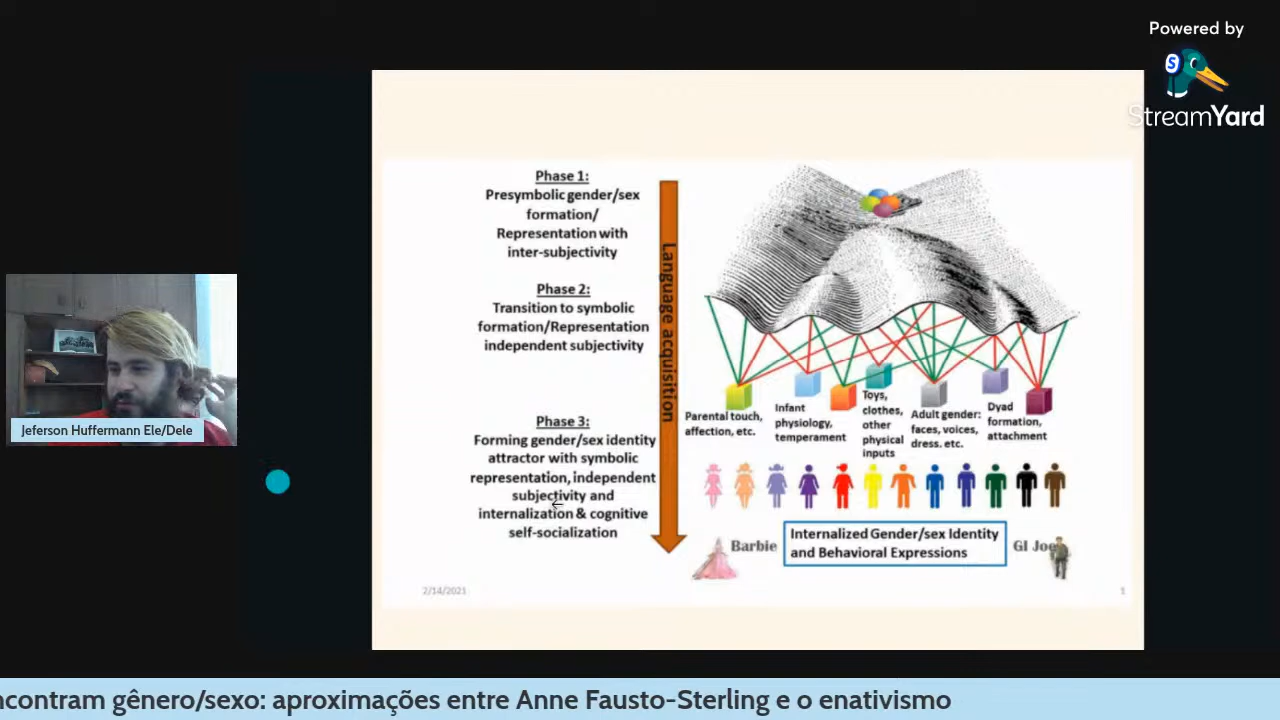 Powered by
StreamYard
Phase 1:
Presymbolic gender/sex
formation/
Representation with
inter-subjectivity
Phase 2:
Transition to symbolic
formation/Representation
independent subjectivity
Phase 3:
Forming gender/sex identity
attractor with symbolic
representation, independent
subjectivity and
internalization & cognitive
self-socialization
Language acquisition
Parental touch,
affection, etc.
Infant
physiology,
temperament
Toys,
clothes,
other
physical
inputs
Adult gender:
faces, voices,
dress. etc.
Dyad
formation,
attachment
Barbie
Internalized Gender/sex Identity
and Behavioral Expressions
GI Joe
2/14/2021
1
Jeferson Huffermann Ele/Dele
ncontram gênero/sexo: aproximações entre Anne Fausto-Sterling e o enativismo